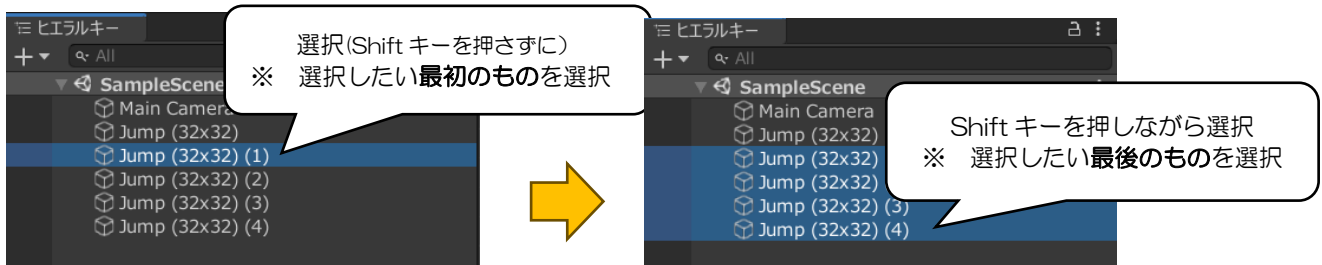 ヒエラルキー
All
SampleScene
Main Camera
Jump (32x32)
Jump (32x32) (1)
Jump (32x32) (2)
Jump (32x32) (3)
Jump (32x32) (4)
選択(Shift キーを押さずに)
※ 選択したい最初のものを選択
ヒエラルキー
All
SampleScene
Main Camera
Jump (32x32)
Jump (32x32)
Jump (32x32)
Jump (32x32) (3)
Jump (32x32) (4)
Shift キーを押しながら選択
※ 選択したい最後のものを選択